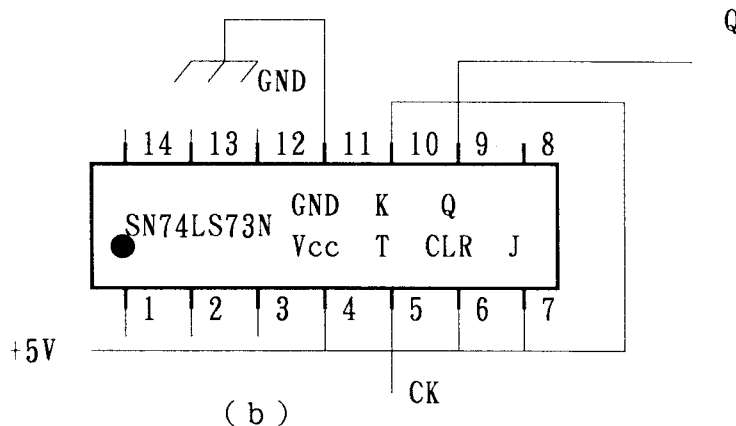 Q
GND
14 13 12 11 10 9 8
GND K Q
SN74LS73N
Vcc T CLR J
1 2 3 4 5 6 7
+5V
CK
(b)